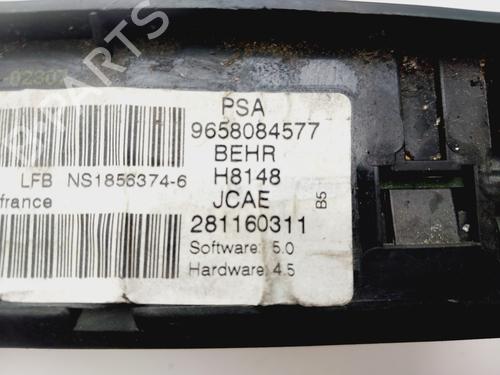 PSA
9658084577
BEHR
LFB NS1856374-6 H8148
france JCAE
281160311
B5
Software: 5.0
Hardware: 4.5